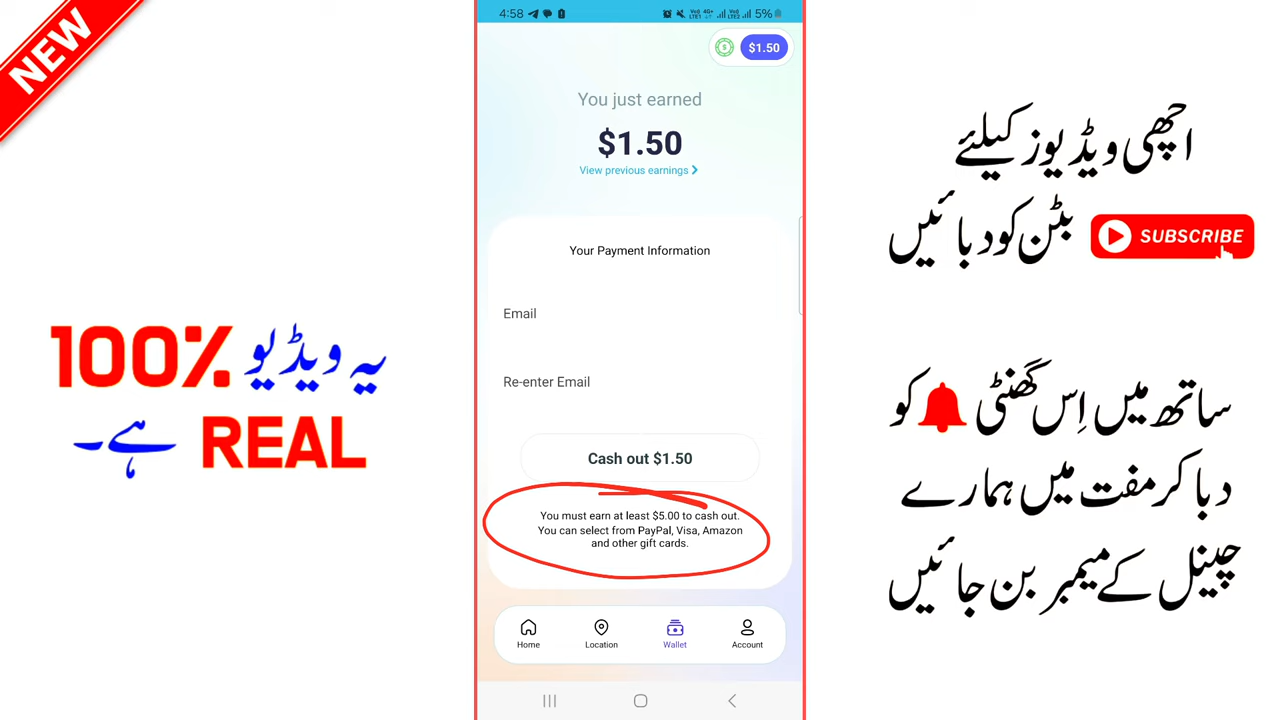 NEW
یہ ویڈیو 100%
REAL ہے۔
4:58
5%
$1.50
You just earned
$1.50
View previous earnings
Your Payment Information
Email
Re-enter Email
Cash out $1.50
You must earn at least $5.00 to cash out.
You can select from PayPal, Visa, Amazon
and other gift cards.
Home Location Wallet Account
اچھی ویڈیوز کیلئے
SUBSCRIBE بٹن کو دبائیں
ساتھ میں اِس گھنٹی کو
دبا کر مفت میں ہمارے
چینل کے میمبر بن جائیں